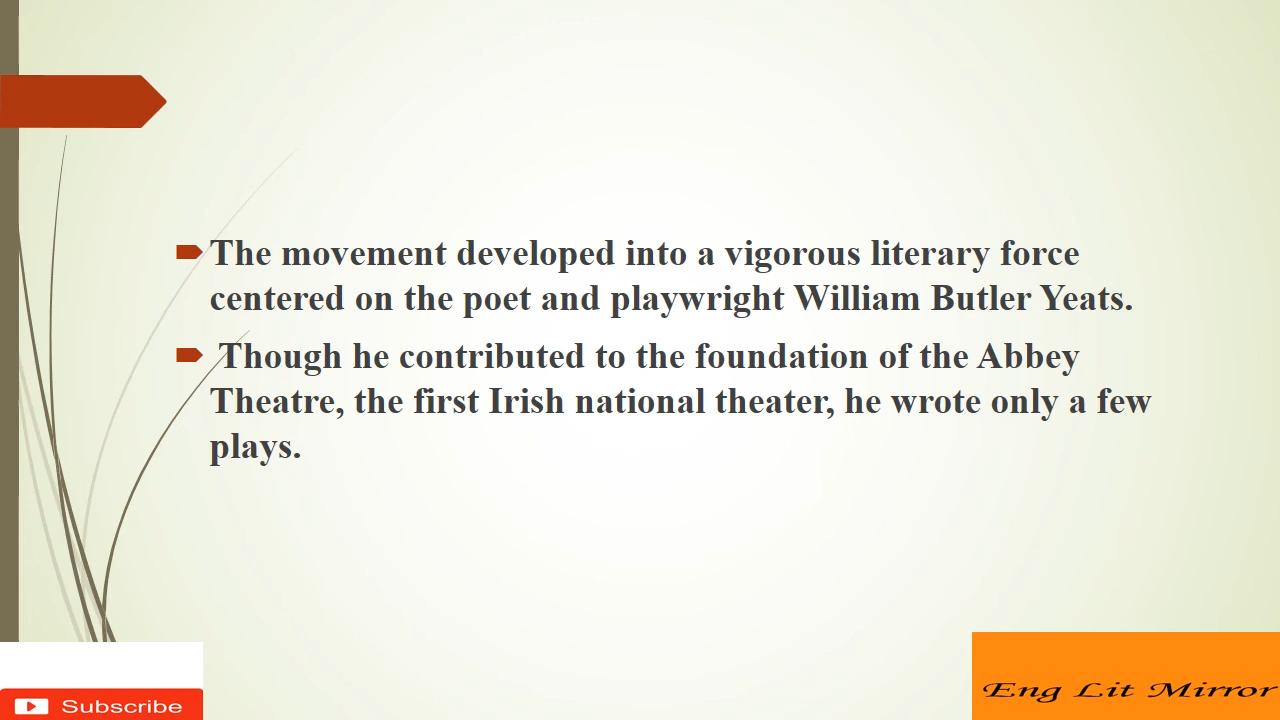 The movement developed into a vigorous literary force
centered on the poet and playwright William Butler Yeats.
Though he contributed to the foundation of the Abbey
Theatre, the first Irish national theater, he wrote only a few
plays.
Subscribe
Eng Lit Mirror